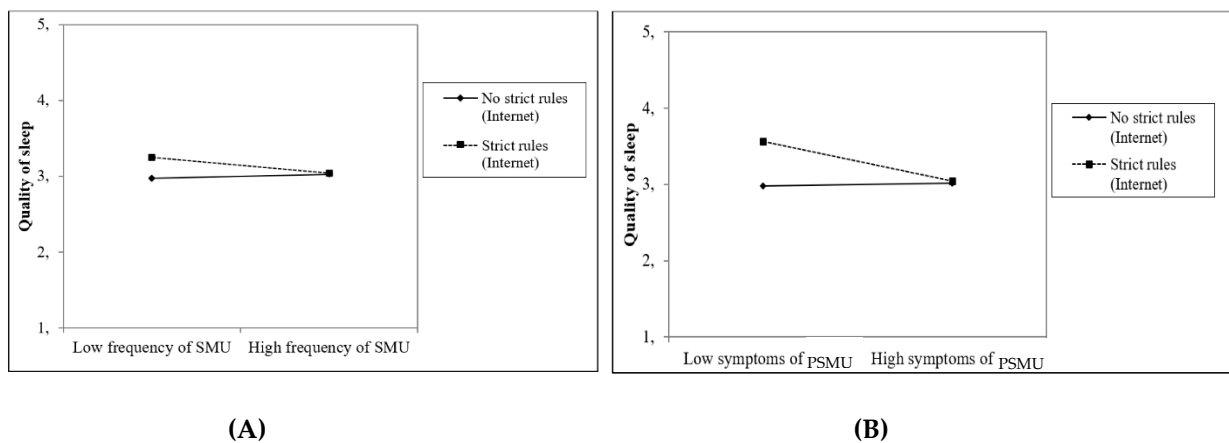 5,
4,
3,
2,
1,
Quality of sleep
Low frequency of SMU
High frequency of SMU
No strict rules
(Internet)
Strict rules
(Internet)
(A)
5,
4,
3,
2,
1,
Quality of sleep
Low symptoms of PSMU
High symptoms of PSMU
No strict rules
(Internet)
Strict rules
(Internet)
(B)